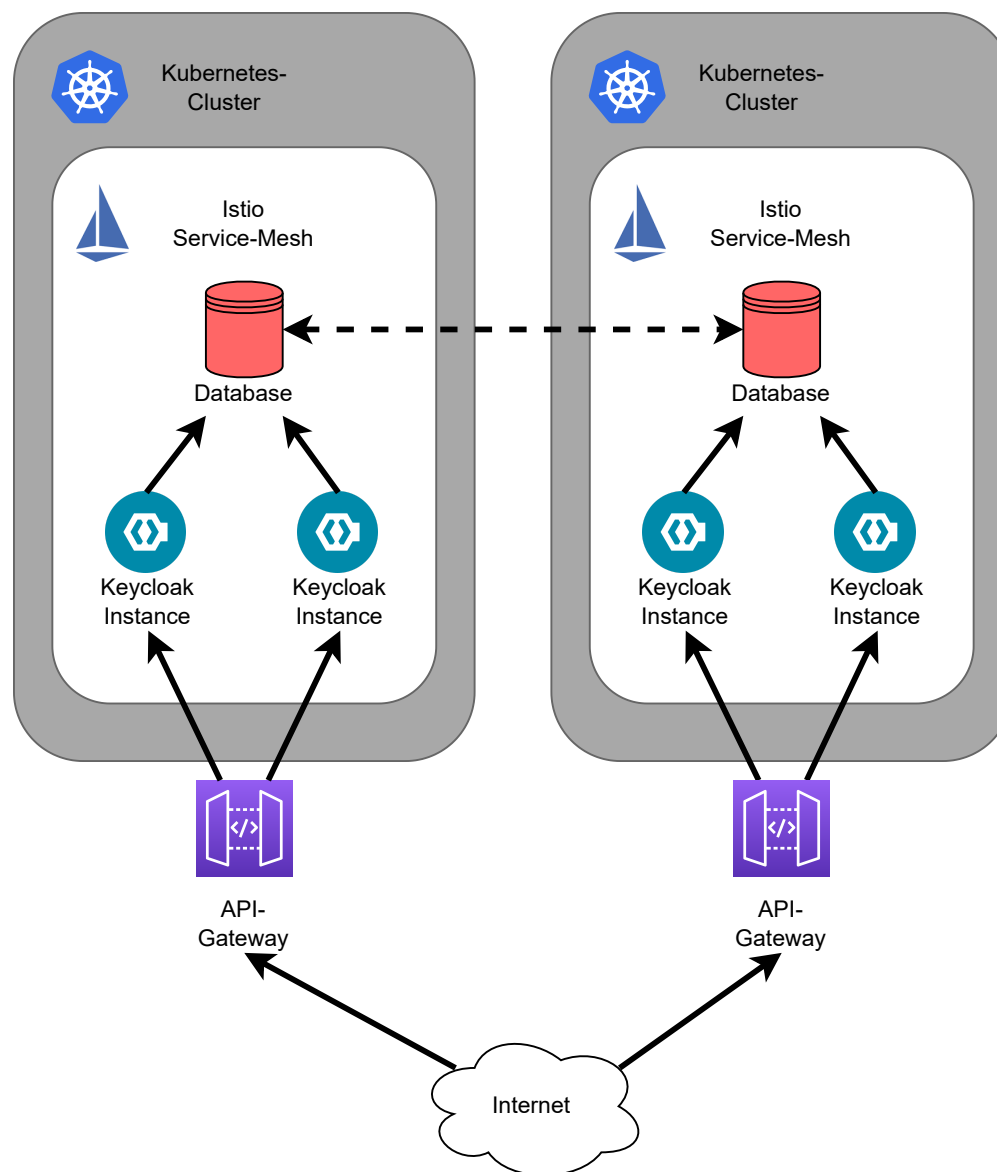 Kubernetes-
Cluster
Istio
Service-Mesh
Database
Keycloak
Instance
Keycloak
Instance
API-
Gateway
Kubernetes-
Cluster
Istio
Service-Mesh
Database
Keycloak
Instance
Keycloak
Instance
API-
Gateway
Internet